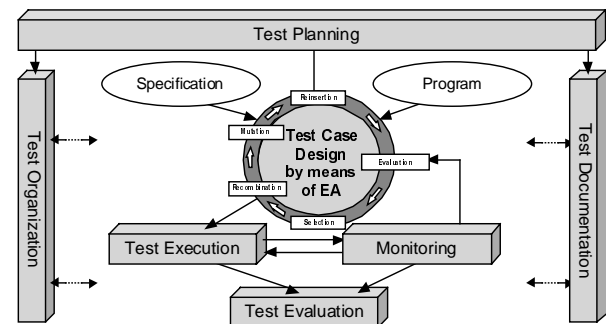 Test Planning
Specification
Program
Reinsertion
Mutation
Test Case
Design
by means
of EA
Evaluation
Recombination
Selection
Test Organization
Test Documentation
Test Execution
Monitoring
Test Evaluation